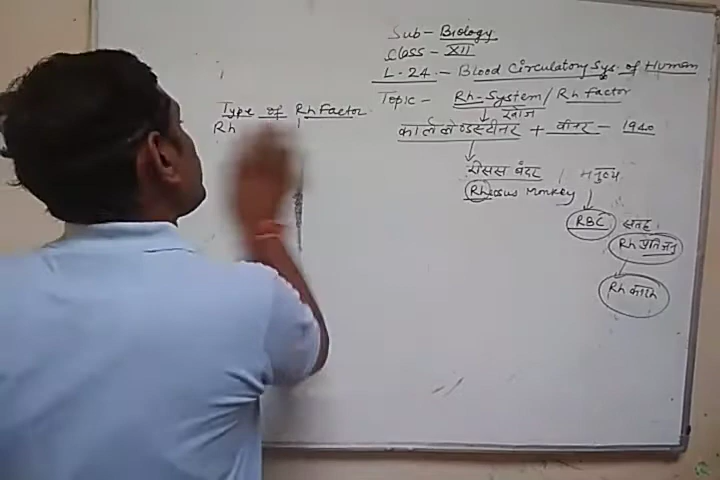 Sub- Biology
Class - XII
L-24 - Blood Circulatory Sys. of Human
Topic - Rh-System / Rh factor
खोज
कार्ल लैण्डस्टीनर + वीनर - 1940
रीसस बंदर
Rhesus Monkey
मनुष्य
RBC सतह
Rh प्रतिजन
Rh कारक
Type of Rh Factor
Rh